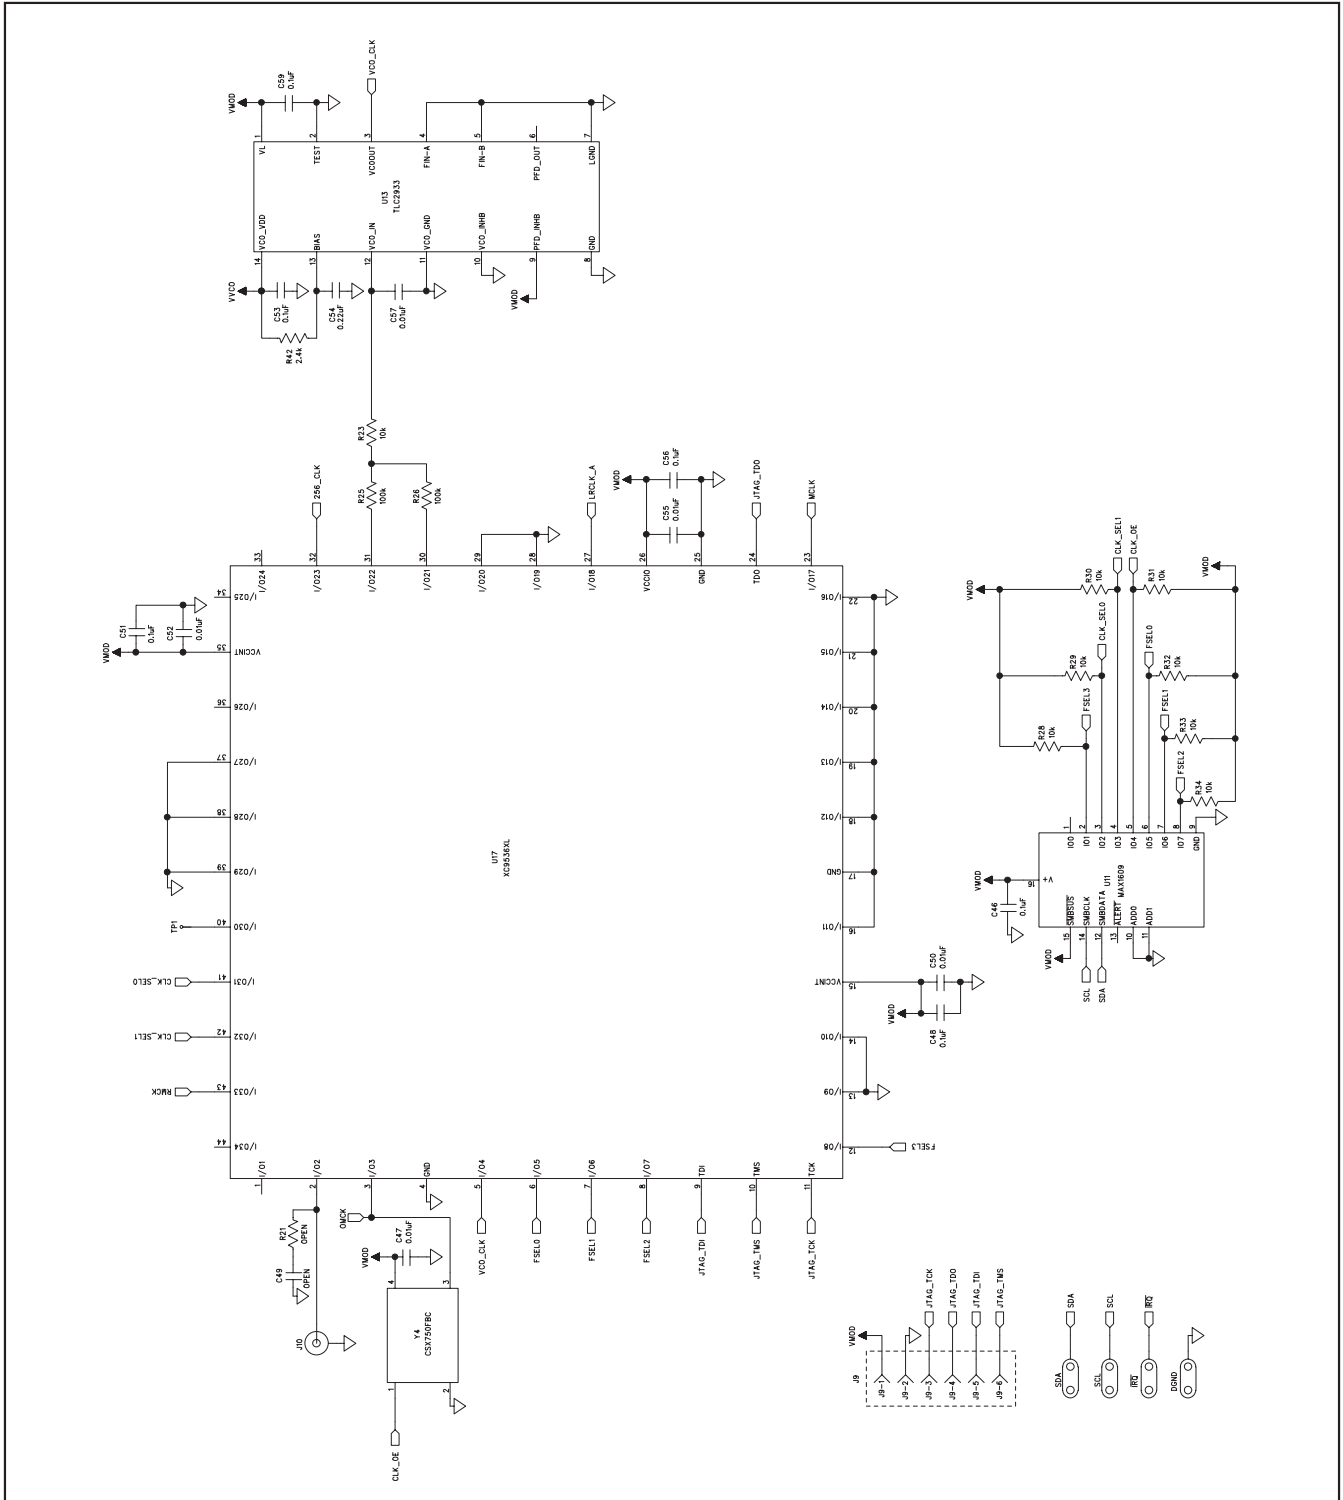 VCO_CLK
C59
0.1uF
VMOD
1
2
3
4
5
6
7
VL
TEST
VCOOUT
FIN-A
FIN-B
PFD_OUT
LGND
U13
TLC2933
VCO_VDD
BIAS
VCO_IN
VCO_GND
VCO_INHB
PFD_INHB
GND
14
13
12
11
10
9
8
VVCO
C53
0.1uF
C54
0.22uF
C57
0.01uF
VMOD
R42
2.4k
R23
10k
R25
100k
R26
100k
256_CLK
LRCLK_A
VMOD
C56
0.1uF
C55
0.01uF
JTAG_TDO
MCLK
33
32
31
30
29
28
27
26
25
24
23
I/O24
I/O23
I/O22
I/O21
I/O20
I/O19
I/O18
VCCIO
GND
TDO
I/O17
VMOD
C51
0.1uF
C52
0.01uF
34
I/O25
35
VCCINT
36
I/O26
37
I/O27
38
I/O28
39
I/O29
TP1
40
I/O30
CLK_SEL0
41
I/O31
CLK_SEL1
42
I/O32
RMCK
43
I/O33
44
I/O34
U17
XC9536XL
I/O16
22
I/O15
21
I/O14
20
I/O13
19
I/O12
18
GND
17
I/O11
16
VCCINT
15
I/O10
14
I/O9
13
I/O8
12
FSEL3
VMOD
C50
0.01uF
C48
0.1uF
I/O1
I/O2
I/O3
GND
I/O4
I/O5
I/O6
I/O7
TDI
TMS
TCK
1
2
3
4
5
6
7
8
9
10
11
VCO_CLK
FSEL0
FSEL1
FSEL2
JTAG_TDI
JTAG_TMS
JTAG_TCK
R21
OPEN
C49
OPEN
J10
OMCK
VMOD
C47
0.01uF
4
3
Y4
CSX750FBC
1
2
CLK_OE
VMOD
R30
10k
CLK_SEL1
CLK_OE
R31
10k
VMOD
R29
10k
CLK_SEL0
FSEL0
R32
10k
R28
10k
FSEL3
FSEL1
R33
10k
FSEL2
R34
10k
1
2
3
4
5
6
7
8
9
IO0
IO1
IO2
IO3
IO4
IO5
IO6
IO7
GND
VMOD
16
V+
U11
MAX1609
C46
0.1uF
SMBSUS
SMBCLK
SMBDATA
ALERT
ADD0
ADD1
15
14
12
13
10
11
VMOD
SCL
SDA
VMOD
JTAG_TCK
JTAG_TDO
JTAG_TDI
JTAG_TMS
J9
J9-1
J9-2
J9-3
J9-4
J9-5
J9-6
SDA
SCL
IRQ
SDA
SCL
IRQ
DGND